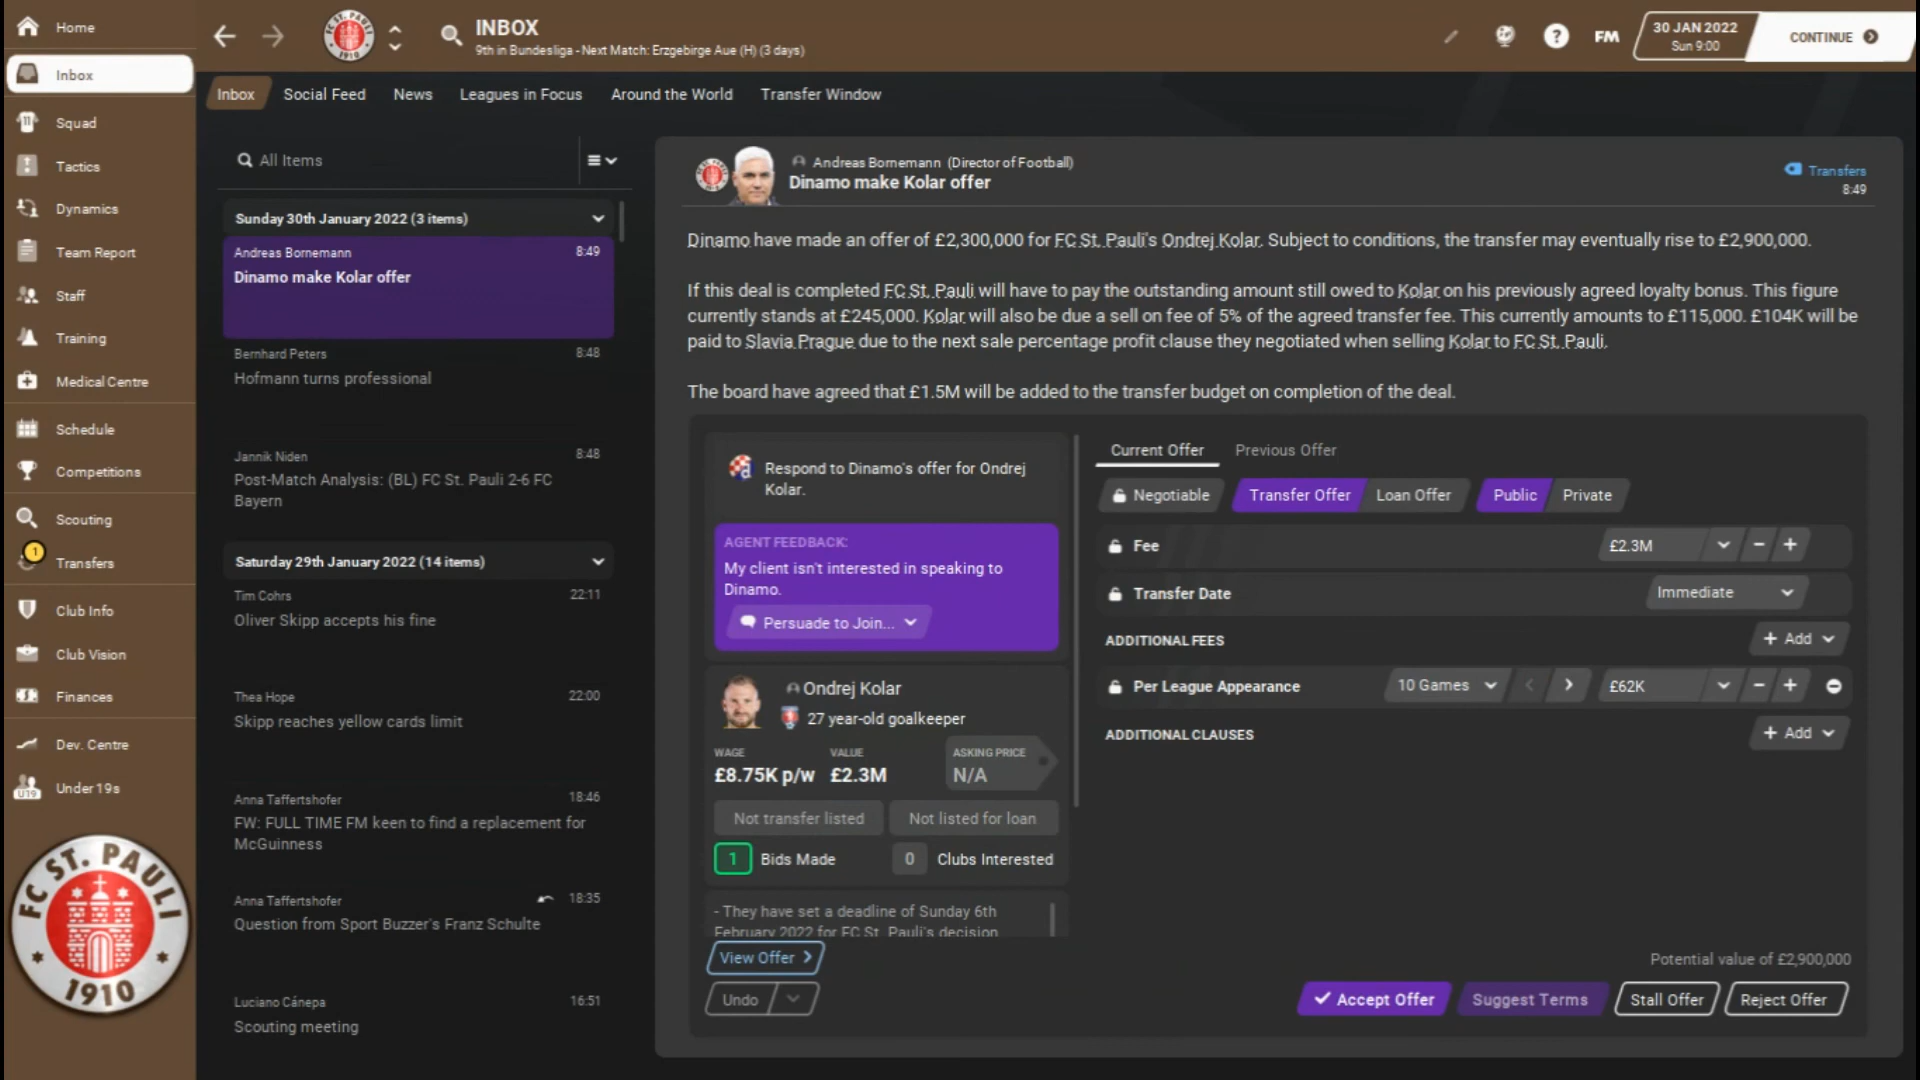 Home
Inbox
Squad
Tactics
Dynamics
Team Report
Staff
Training
Medical Centre
Schedule
Competitions
Scouting
1
Transfers
Club Info
Club Vision
Finances
Dev. Centre
U19
Under 19s
FC ST. PAULI
1910
FC ST. PAULI
1910
INBOX
9th in Bundesliga - Next Match: Erzgebirge Aue (H) (3 days)
?
FM
30 JAN 2022
Sun 9:00
CONTINUE
Inbox
Social Feed
News
Leagues in Focus
Around the World
Transfer Window
All Items
Sunday 30th January 2022 (3 items)
Andreas Bornemann 8:49
Dinamo make Kolar offer
Bernhard Peters 8:48
Hofmann turns professional
Jannik Niden 8:48
Post-Match Analysis: (BL) FC St. Pauli 2-6 FC
Bayern
Saturday 29th January 2022 (14 items)
Tim Cohrs 22:11
Oliver Skipp accepts his fine
Thea Hope 22:00
Skipp reaches yellow cards limit
Anna Taffertshofer 18:46
FW: FULL TIME FM keen to find a replacement for
McGuinness
Anna Taffertshofer 18:35
Question from Sport Buzzer's Franz Schulte
Luciano Cánepa 16:51
Scouting meeting
Andreas Bornemann (Director of Football)
Dinamo make Kolar offer
Transfers
8:49
Dinamo have made an offer of £2,300,000 for FC St. Pauli's Ondrej Kolar. Subject to conditions, the transfer may eventually rise to £2,900,000.
If this deal is completed FC St. Pauli will have to pay the outstanding amount still owed to Kolar on his previously agreed loyalty bonus. This figure
currently stands at £245,000. Kolar will also be due a sell on fee of 5% of the agreed transfer fee. This currently amounts to £115,000. £104K will be
paid to Slavia Prague due to the next sale percentage profit clause they negotiated when selling Kolar to FC St. Pauli.
The board have agreed that £1.5M will be added to the transfer budget on completion of the deal.
Respond to Dinamo's offer for Ondrej
Kolar.
AGENT FEEDBACK:
My client isn't interested in speaking to
Dinamo.
Persuade to Join...
Ondrej Kolar
27 year-old goalkeeper
WAGE VALUE ASKING PRICE
£8.75K p/w £2.3M N/A
Not transfer listed Not listed for loan
1 Bids Made 0 Clubs Interested
- They have set a deadline of Sunday 6th
February 2022 for FC St. Pauli's decision
View Offer
Undo
Current Offer Previous Offer
Negotiable Transfer Offer Loan Offer Public Private
Fee £2.3M - +
Transfer Date Immediate
ADDITIONAL FEES + Add
Per League Appearance 10 Games < > £62K - +
ADDITIONAL CLAUSES + Add
Potential value of £2,900,000
Accept Offer Suggest Terms Stall Offer Reject Offer